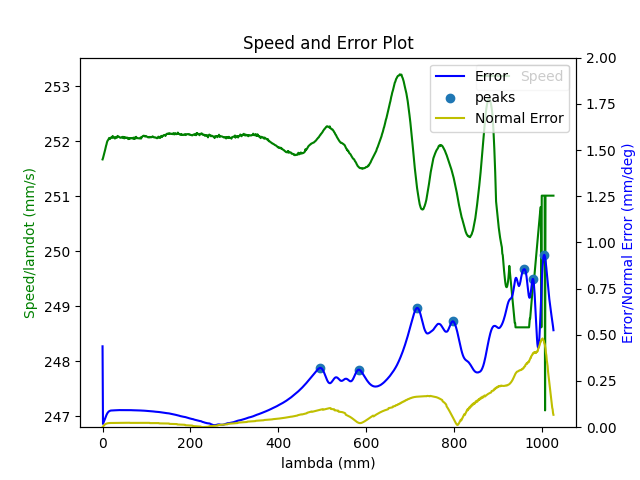 Speed and Error Plot
Speed/lamdot (mm/s)
253
252
251
250
249
248
247
Error
peaks
Normal Error
Speed
2.00
1.75
1.50
1.25
1.00
0.75
0.50
0.25
0.00
Error/Normal Error (mm/deg)
0
200
400
600
800
1000
lambda (mm)